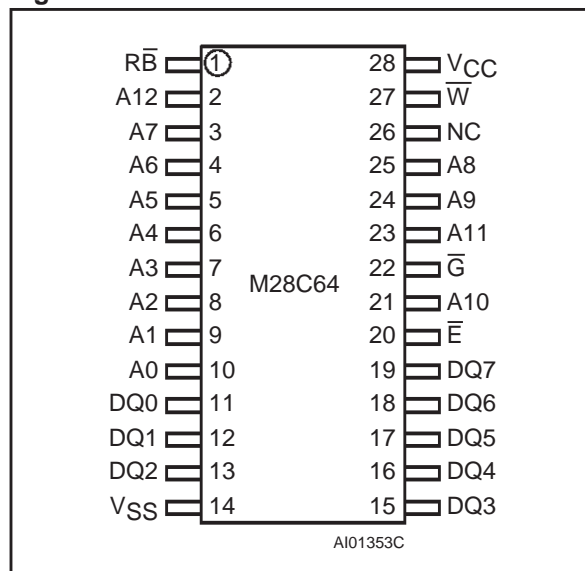 RB̅ 1 28 VCC
A12 2 27 W̅
A7 3 26 NC
A6 4 25 A8
A5 5 24 A9
A4 6 23 A11
A3 7 22 G̅
M28C64
A2 8 21 A10
A1 9 20 E̅
A0 10 19 DQ7
DQ0 11 18 DQ6
DQ1 12 17 DQ5
DQ2 13 16 DQ4
VSS 14 15 DQ3
AI01353C